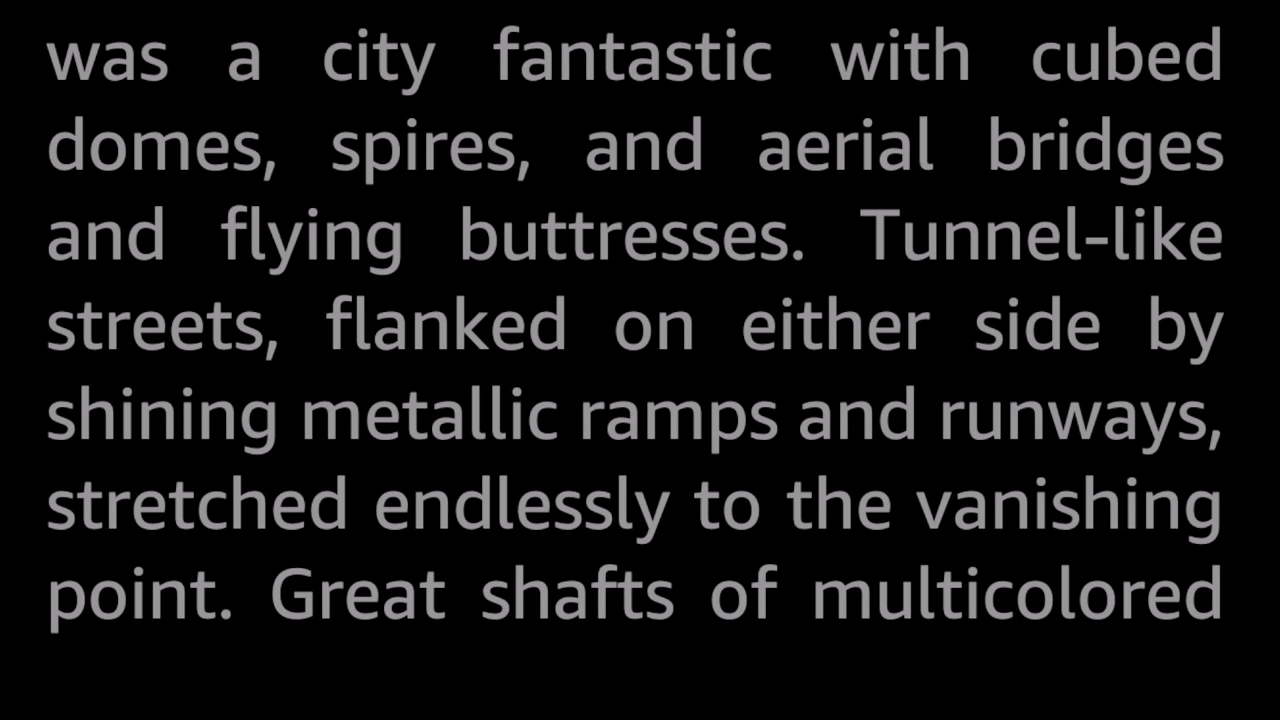 was a city fantastic with cubed
domes, spires, and aerial bridges
and flying buttresses. Tunnel-like
streets, flanked on either side by
shining metallic ramps and runways,
stretched endlessly to the vanishing
point. Great shafts of multicolored